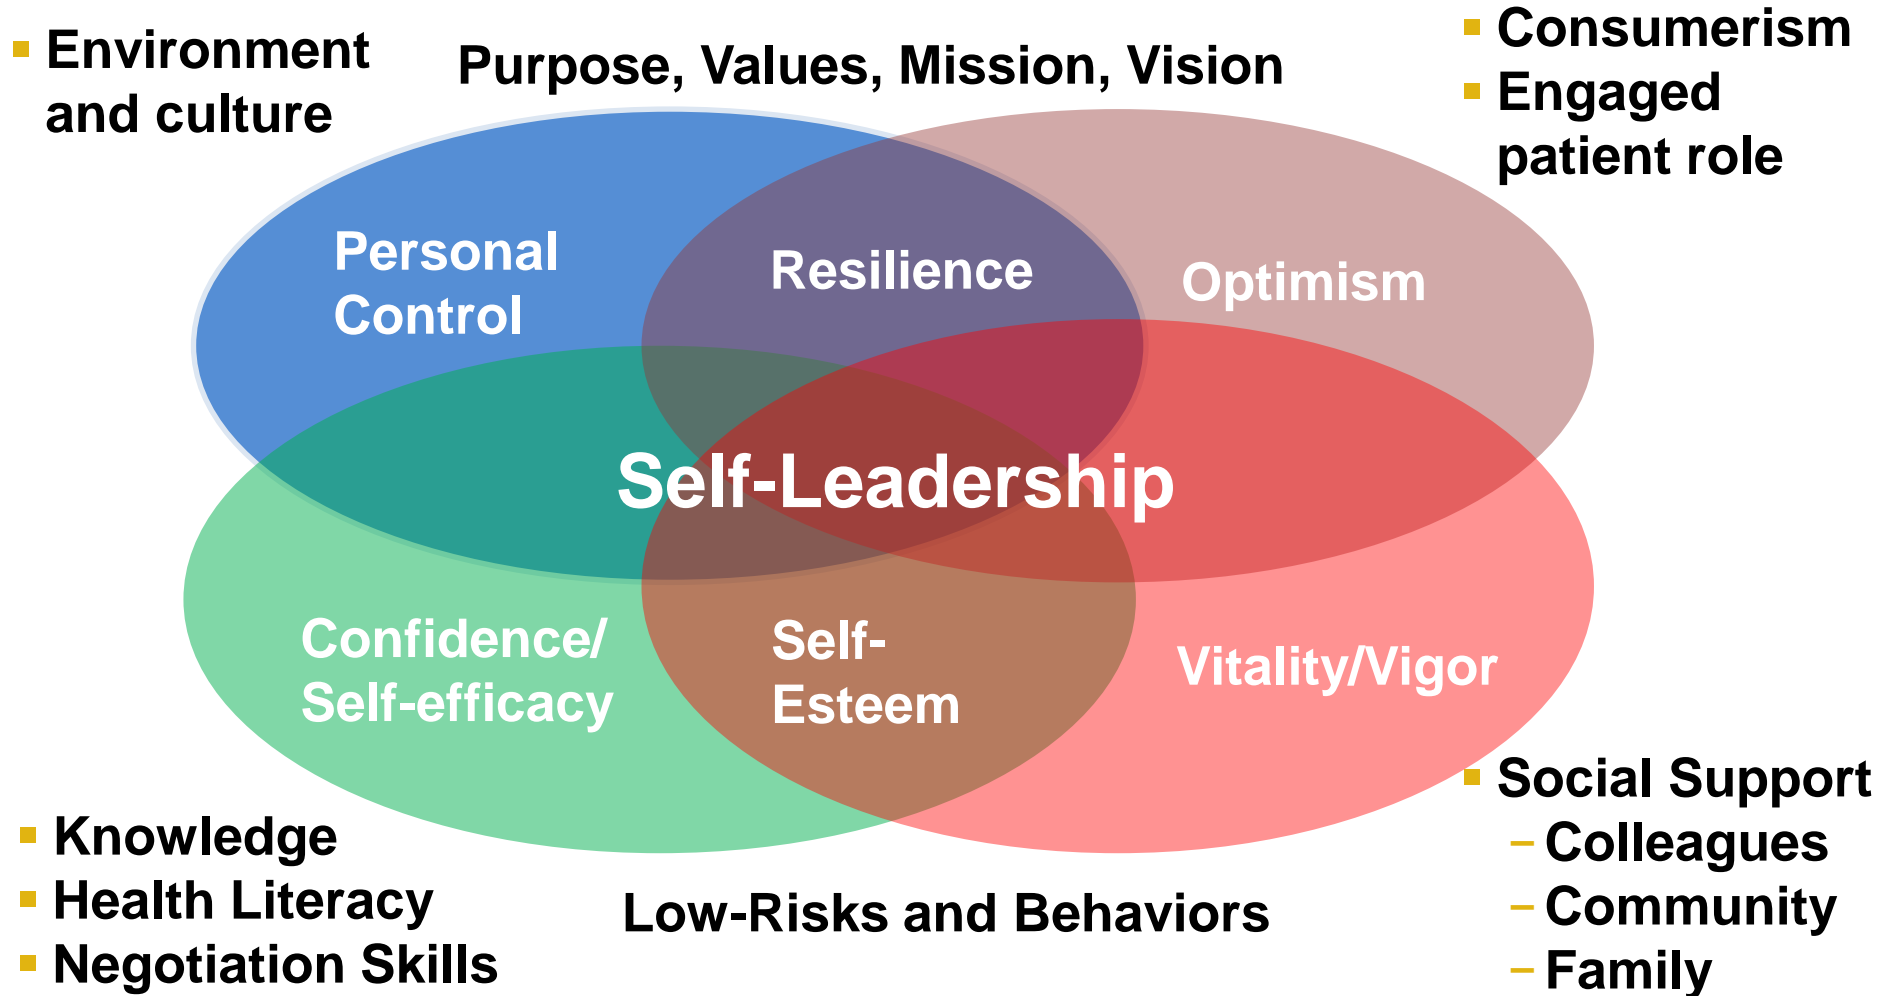 ▪ Environment
and culture
Purpose, Values, Mission, Vision
▪ Consumerism
▪ Engaged
patient role
Personal
Control
Resilience
Optimism
Self-Leadership
Confidence/
Self-efficacy
Self-
Esteem
Vitality/Vigor
▪ Knowledge
▪ Health Literacy
▪ Negotiation Skills
Low-Risks and Behaviors
▪ Social Support
– Colleagues
– Community
– Family